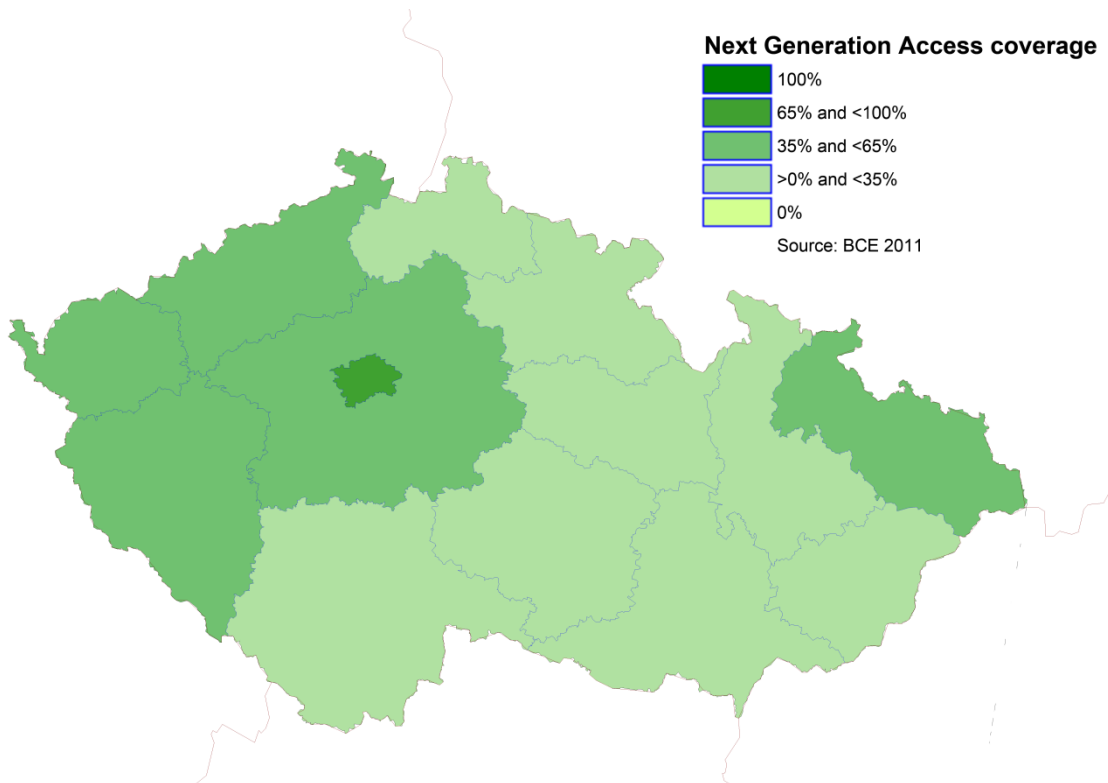 Next Generation Access coverage
100%
65% and <100%
35% and <65%
>0% and <35%
0%
Source: BCE 2011